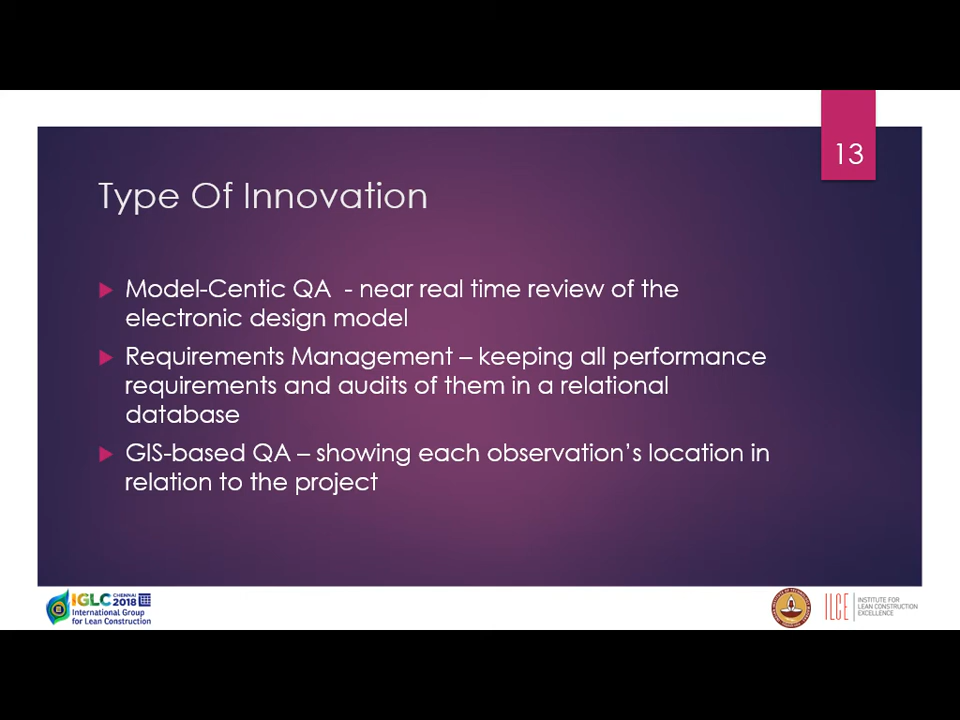 13
Type Of Innovation
Model-Centic QA - near real time review of the
electronic design model
Requirements Management – keeping all performance
requirements and audits of them in a relational
database
GIS-based QA – showing each observation's location in
relation to the project
IGLC CHENNAI 2018
International Group
for Lean Construction
ILCE
INSTITUTE FOR
LEAN CONSTRUCTION
EXCELLENCE